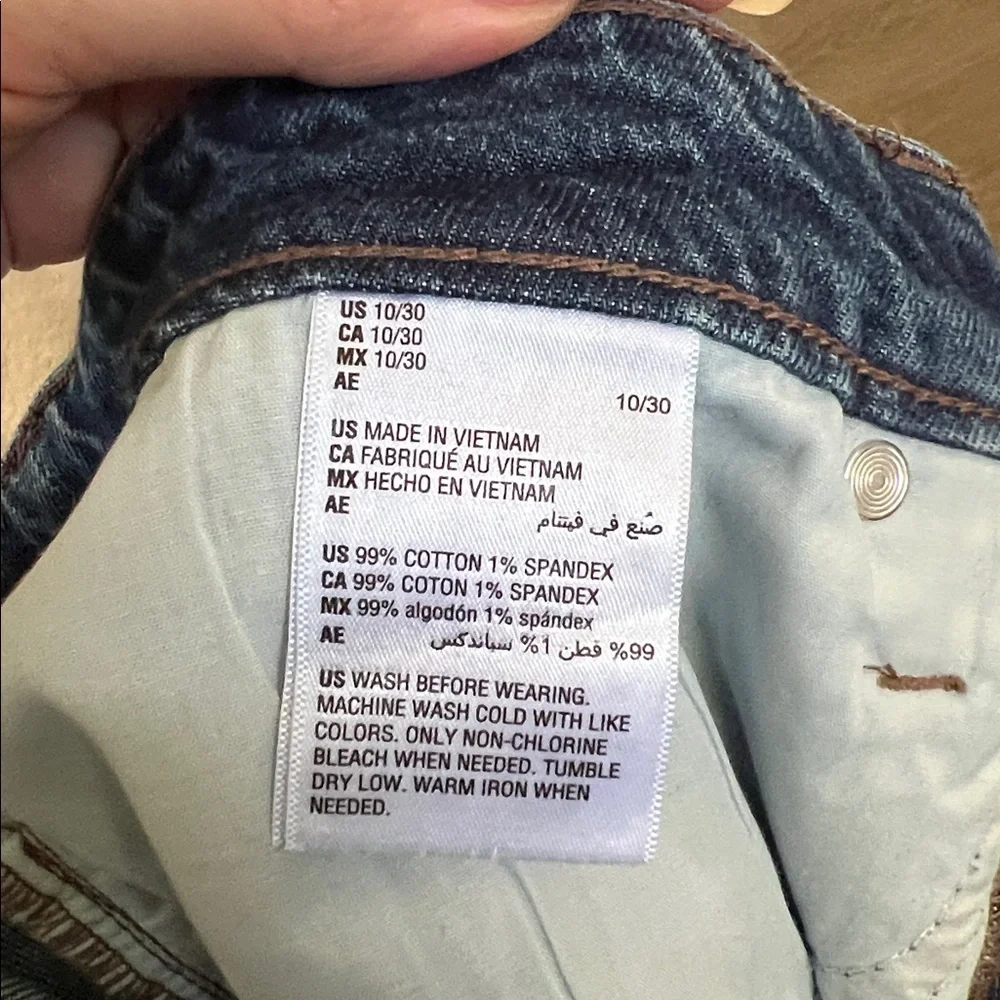 US 10/30
CA 10/30
MX 10/30
AE
10/30
US MADE IN VIETNAM
CA FABRIQUÉ AU VIETNAM
MX HECHO EN VIETNAM
AE
صُنع في فيتنام
US 99% COTTON 1% SPANDEX
CA 99% COTON 1% SPANDEX
MX 99% algodón 1% spándex
AE 99% قطن 1% سباندكس
US WASH BEFORE WEARING.
MACHINE WASH COLD WITH LIKE
COLORS. ONLY NON-CHLORINE
BLEACH WHEN NEEDED. TUMBLE
DRY LOW. WARM IRON WHEN
NEEDED.